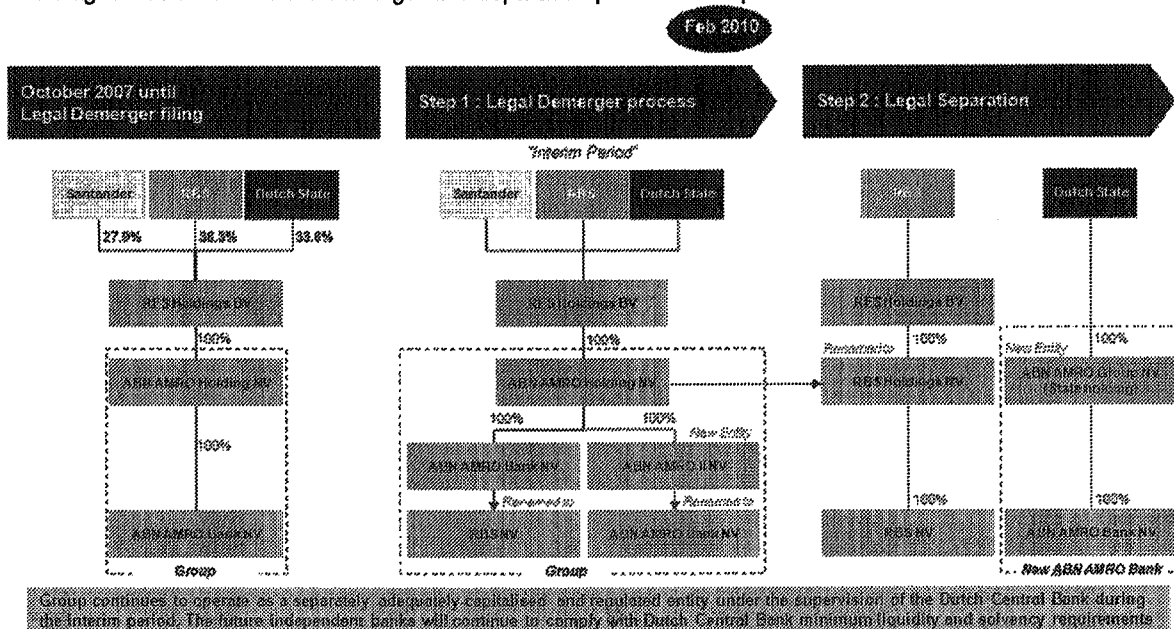 Feb 2010
October 2007 until
Legal Demerger filing
Step 1 : Legal Demerger process
Step 2 : Legal Separation
"Interim Period"
Santander
RBS
Dutch State
27.9%
38.3%
33.8%
RFS Holdings BV
100%
ABN AMRO Holding NV
100%
ABN AMRO Bank NV
Group
Santander
RBS
Dutch State
RFS Holdings BV
100%
ABN AMRO Holding NV
100%
100%
New Entity
ABN AMRO Bank NV
ABN AMRO II NV
Renamed to
Renamed to
RBS NV
ABN AMRO Bank NV
Group
RBS
Dutch State
RFS Holdings BV
Renamed to
100%
RBS Holdings NV
100%
RBS NV
New Entity
100%
ABN AMRO Group NV
(State holding)
100%
ABN AMRO Bank NV
New ABN AMRO Bank
Group continues to operate as a separately adequately capitalised and regulated entity under the supervision of the Dutch Central Bank during
the Interim period. The future independent banks will continue to comply with Dutch Central Bank minimum liquidity and solvency requirements